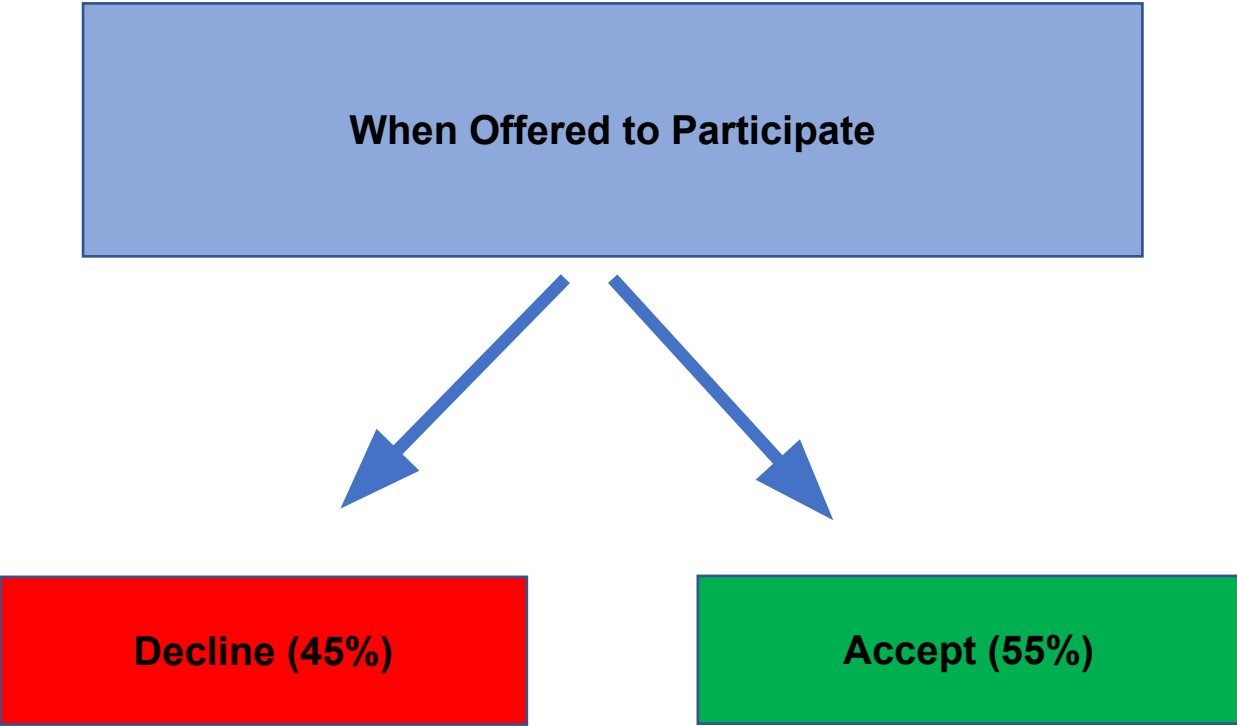 When Offered to Participate
Decline (45%)
Accept (55%)